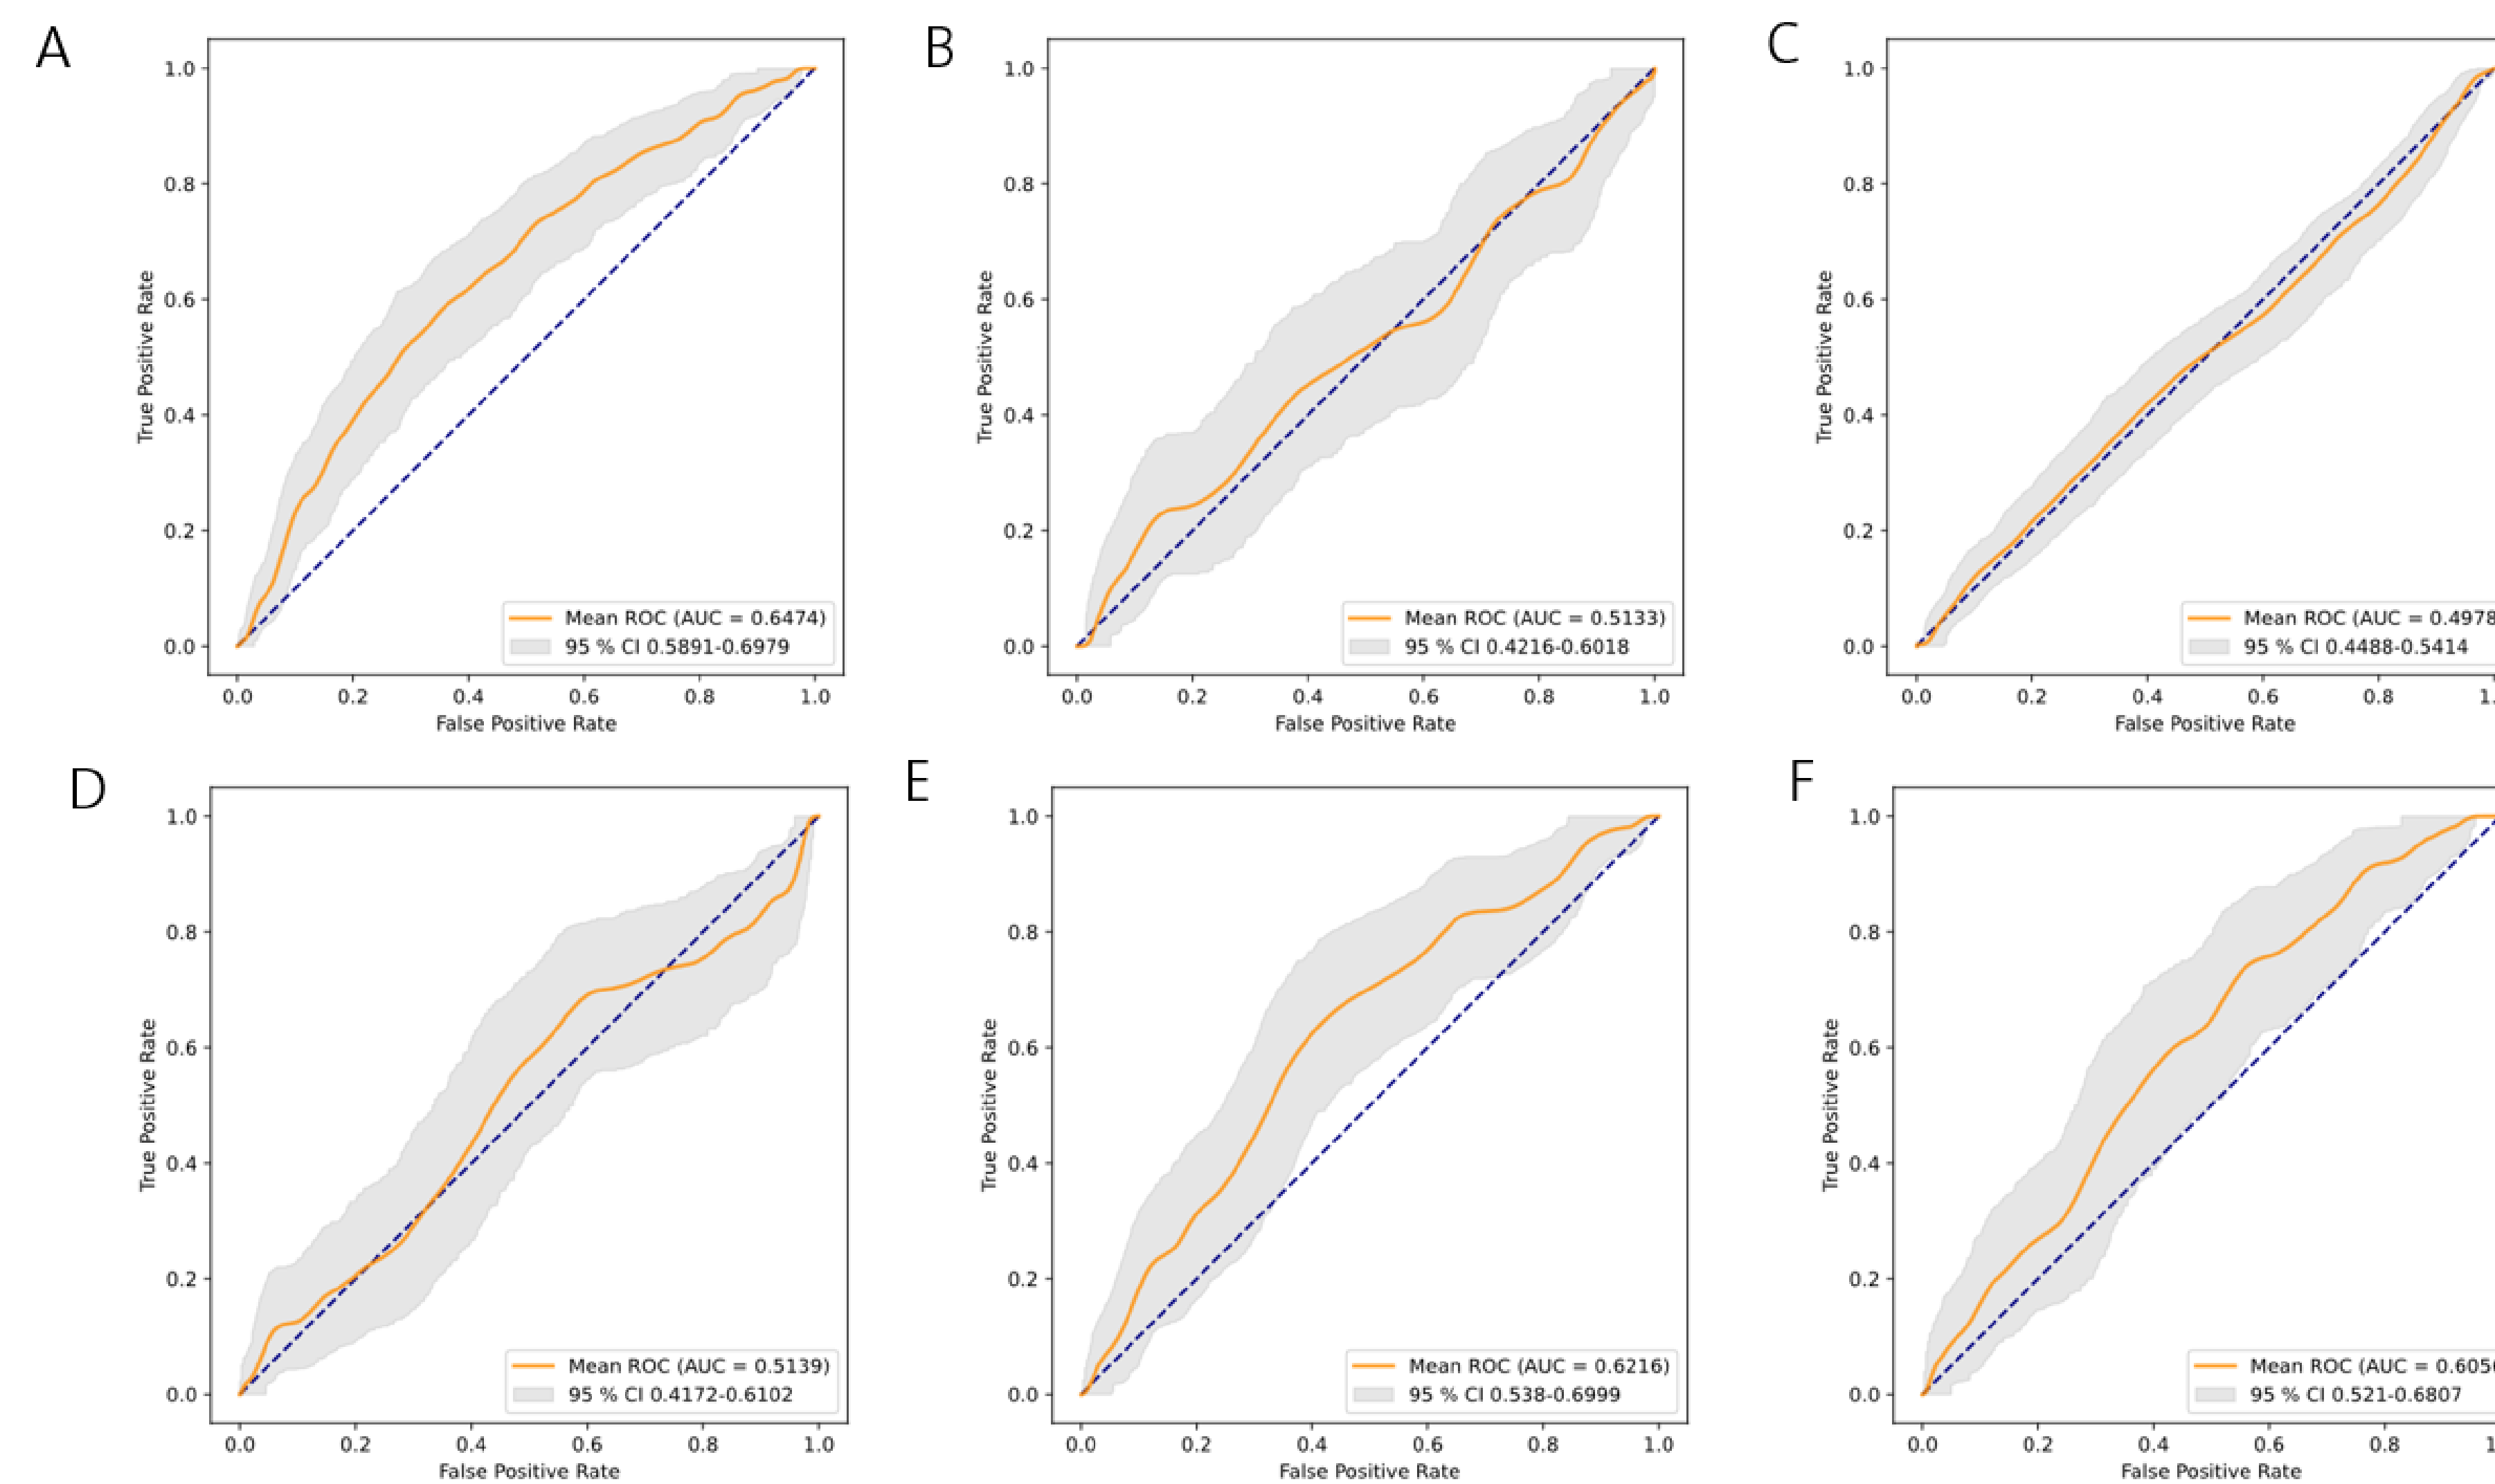 A
1.0
0.8
0.6
0.4
0.2
0.0
True Positive Rate
Mean ROC (AUC = 0.6474)
95 % CI 0.5891-0.6979
0.0 0.2 0.4 0.6 0.8 1.0
False Positive Rate
B
1.0
0.8
0.6
0.4
0.2
0.0
True Positive Rate
Mean ROC (AUC = 0.5133)
95 % CI 0.4216-0.6018
0.0 0.2 0.4 0.6 0.8 1.0
False Positive Rate
C
1.0
0.8
0.6
0.4
0.2
0.0
True Positive Rate
Mean ROC (AUC = 0.4978
95 % CI 0.4488-0.5414
0.0 0.2 0.4 0.6 0.8 1.
False Positive Rate
D
1.0
0.8
0.6
0.4
0.2
0.0
True Positive Rate
Mean ROC (AUC = 0.5139)
95 % CI 0.4172-0.6102
0.0 0.2 0.4 0.6 0.8 1.0
False Positive Rate
E
1.0
0.8
0.6
0.4
0.2
0.0
True Positive Rate
Mean ROC (AUC = 0.6216)
95 % CI 0.538-0.6999
0.0 0.2 0.4 0.6 0.8 1.0
False Positive Rate
F
1.0
0.8
0.6
0.4
0.2
0.0
True Positive Rate
Mean ROC (AUC = 0.605
95 % CI 0.521-0.6807
0.0 0.2 0.4 0.6 0.8 1
False Positive Rate